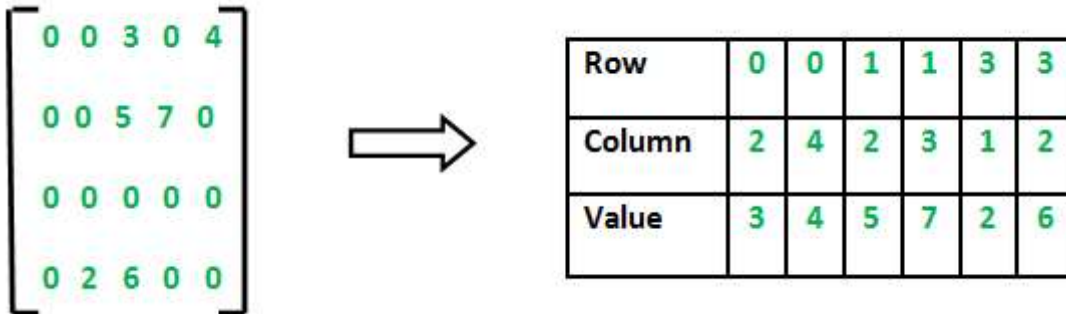 0 0 3 0 4
0 0 5 7 0
0 0 0 0 0
0 2 6 0 0
Row 0 0 1 1 3 3
Column 2 4 2 3 1 2
Value 3 4 5 7 2 6